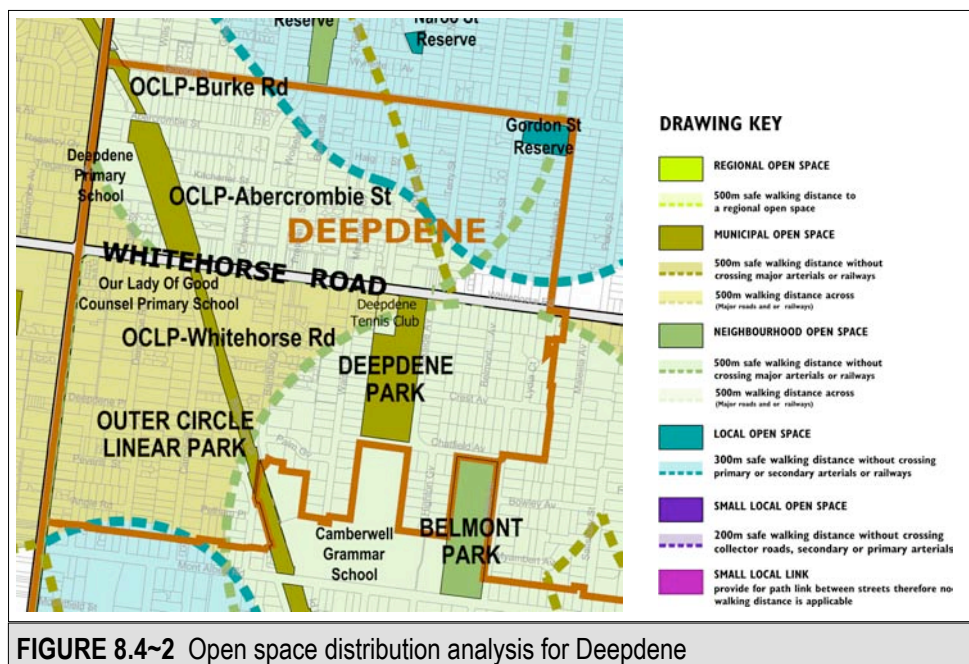 Reserve
Naroo St
Reserve
OCLP-Burke Rd
Abercrombie St
Gordon St
Reserve
Deepdene
Primary
School
OCLP-Abercrombie St
DEEPDENE
WHITEHORSE ROAD
Our Lady Of Good
Counsel Primary School
Deepdene
Tennis Club
OCLP-Whitehorse Rd
DEEPDENE
PARK
OUTER CIRCLE
LINEAR PARK
Chatfield Av
Bowley Av
Camberwell
Grammar
School
BELMONT
PARK
DRAWING KEY
REGIONAL OPEN SPACE
500m safe walking distance to
a regional open space
MUNICIPAL OPEN SPACE
500m safe walking distance without
crossing major arterials or railways
500m walking distance across
(Major roads and or railways)
NEIGHBOURHOOD OPEN SPACE
500m safe walking distance without
crossing major arterials or railways
500m walking distance across
(Major roads and or railways)
LOCAL OPEN SPACE
300m safe walking distance without crossing
primary or secondary arterials or railways
SMALL LOCAL OPEN SPACE
200m safe walking distance without crossing
collector roads, secondary or primary arterials
SMALL LOCAL LINK
provide for path link between streets therefore no
walking distance is applicable
FIGURE 8.4~2 Open space distribution analysis for Deepdene